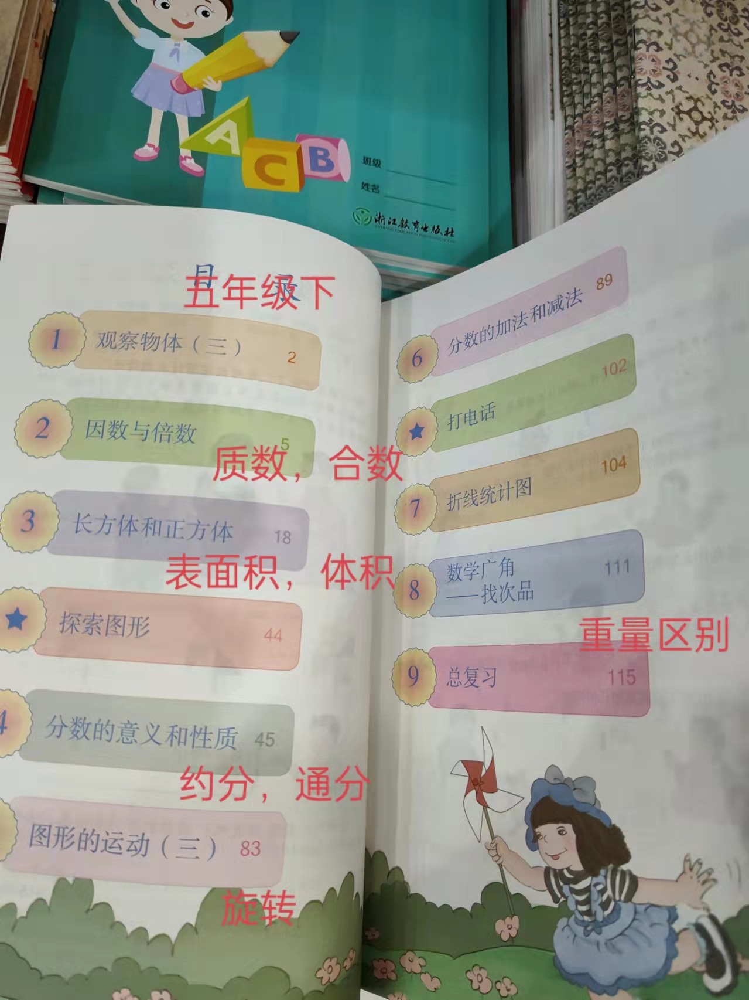 A
C
B
班级
姓名
浙江教育出版社
目录
五年级下
1 观察物体（三） 2
2 因数与倍数 5
质数，合数
3 长方体和正方体 18
表面积，体积
★ 探索图形 44
4 分数的意义和性质 45
约分，通分
图形的运动（三） 83
旋转
6 分数的加法和减法 89
★ 打电话 102
7 折线统计图 104
8 数学广角
——找次品 111
重量区别
9 总复习 115